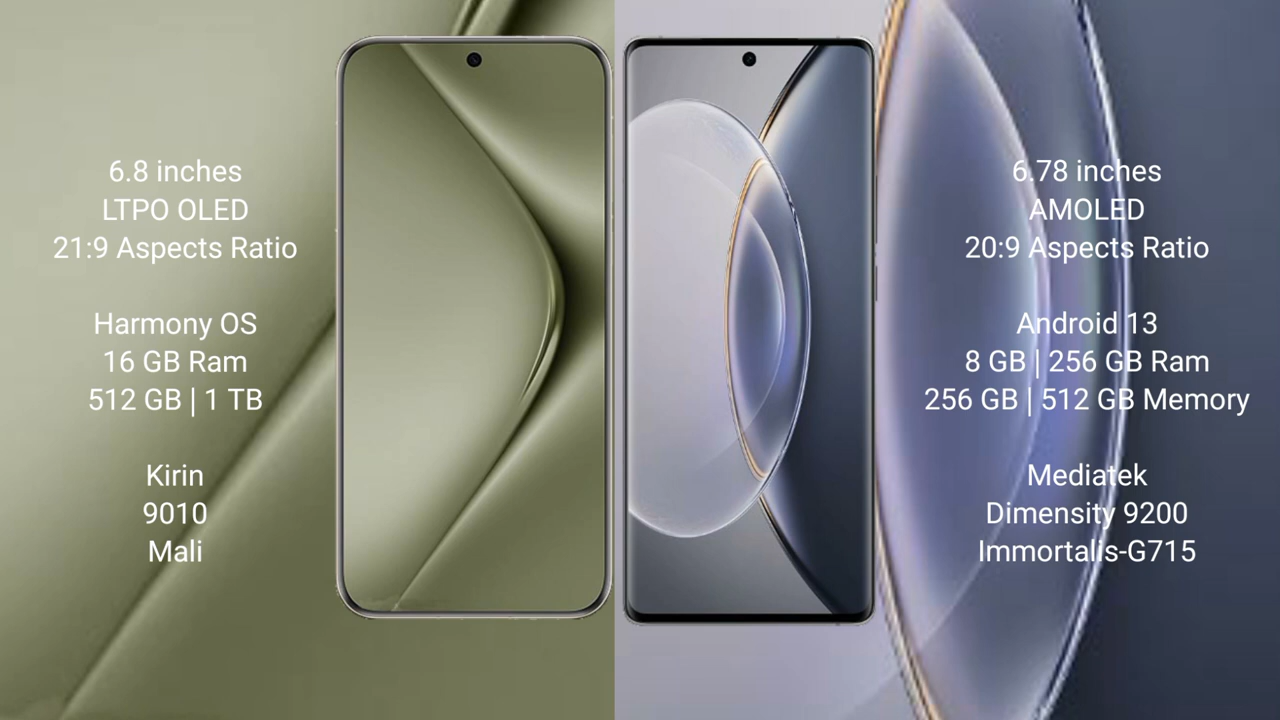 6.8 inches
LTPO OLED
21:9 Aspects Ratio
Harmony OS
16 GB Ram
512 GB | 1 TB
Kirin
9010
Mali
6.78 inches
AMOLED
20:9 Aspects Ratio
Android 13
8 GB | 256 GB Ram
256 GB | 512 GB Memory
Mediatek
Dimensity 9200
Immortalis-G715